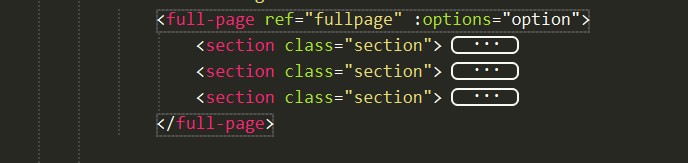 <full-page ref="fullpage" :options="option">
<section class="section"> ...
<section class="section"> ...
<section class="section"> ...
</full-page>